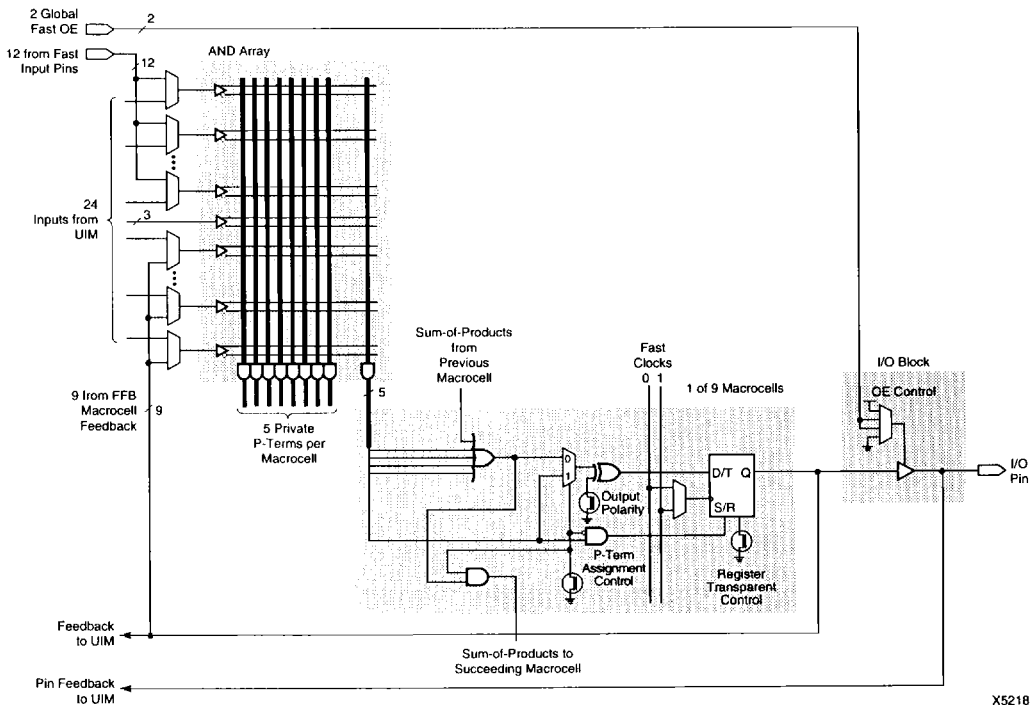 2 Global
Fast OE
2
12 from Fast
Input Pins
12
AND Array
24
Inputs from
UIM
3
9 from FFB
Macrocell
Feedback
9
5 Private
P-Terms per
Macrocell
5
Sum-of-Products
from
Previous
Macrocell
Fast
Clocks
0 1
1 of 9 Macrocells
I/O Block
OE Control
I/O
Pin
0
1
D/T Q
S/R
Output
Polarity
P-Term
Assignment
Control
Register
Transparent
Control
Feedback
to UIM
Sum-of-Products to
Succeeding Macrocell
Pin Feedback
to UIM
X5218